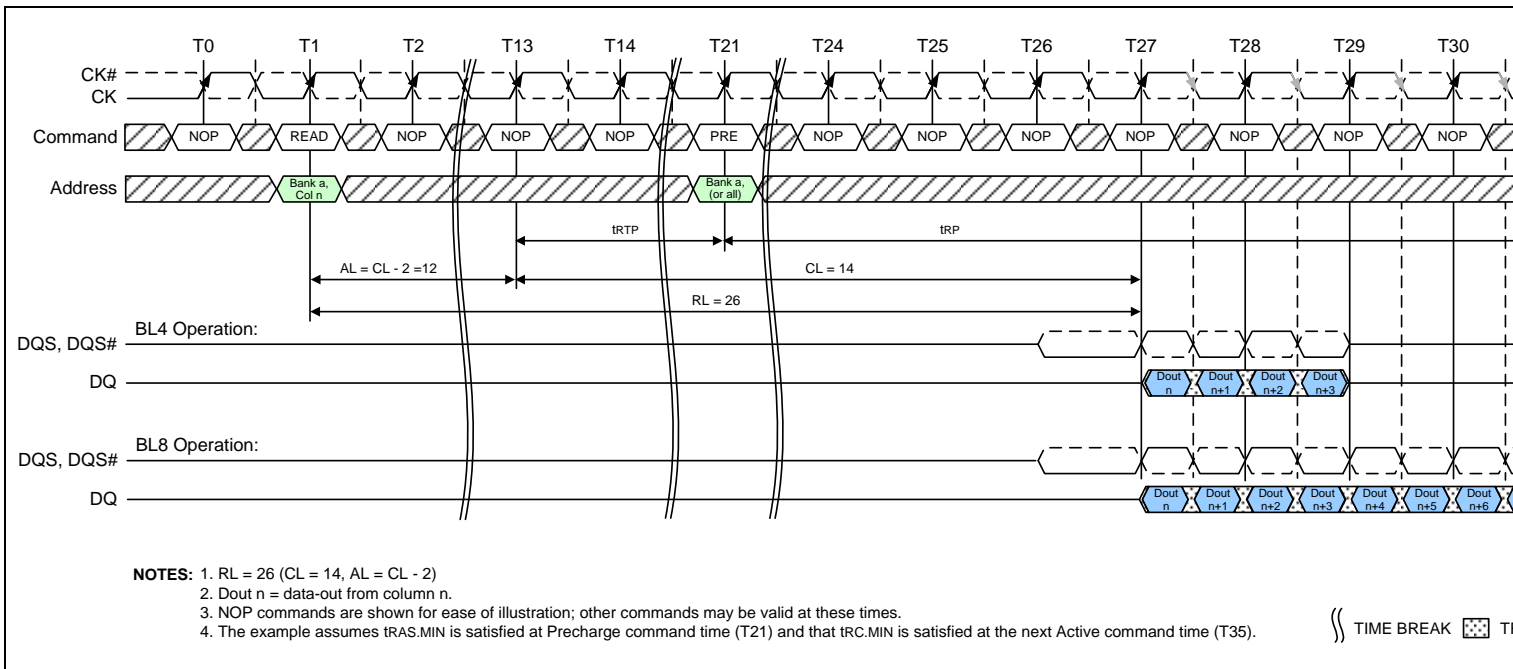 T0 T1 T2 T13 T14 T21 T24 T25 T26 T27 T28 T29 T30
CK#
CK
Command NOP READ NOP NOP NOP PRE NOP NOP NOP NOP NOP NOP NOP
Address Bank a, Col n Bank a, (or all)
tRTP tRP
AL = CL - 2 =12 CL = 14
RL = 26
BL4 Operation:
DQS, DQS#
DQ Dout n Dout n+1 Dout n+2 Dout n+3
BL8 Operation:
DQS, DQS#
DQ Dout n Dout n+1 Dout n+2 Dout n+3 Dout n+4 Dout n+5 Dout n+6
NOTES: 1. RL = 26 (CL = 14, AL = CL - 2)
2. Dout n = data-out from column n.
3. NOP commands are shown for ease of illustration; other commands may be valid at these times.
4. The example assumes tRAS.MIN is satisfied at Precharge command time (T21) and that tRC.MIN is satisfied at the next Active command time (T35).
TIME BREAK